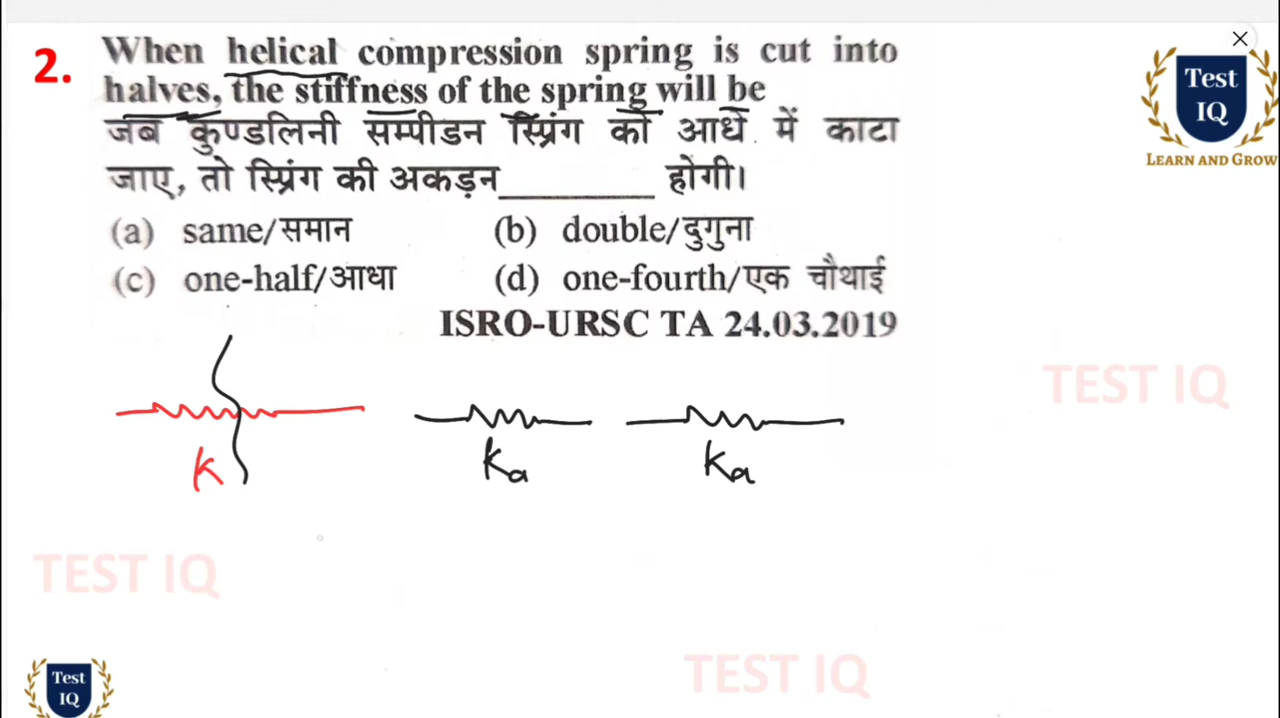 Test
IQ
LEARN AND GROW
2. When helical compression spring is cut into
halves, the stiffness of the spring will be
जब कुण्डलिनी सम्पीडन स्प्रिंग को आधे में काटा
जाए, तो स्प्रिंग की अकड़न________ होगी।
(a) same/समान (b) double/दुगुना
(c) one-half/आधा (d) one-fourth/एक चौथाई
ISRO-URSC TA 24.03.2019
TEST IQ
K Ka Ka
TEST IQ
TEST IQ
Test
IQ